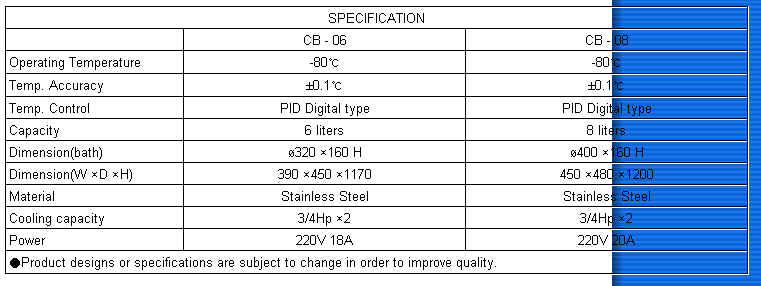 SPECIFICATION
CB - 06 CB - 08
Operating Temperature -80℃ -80℃
Temp. Accuracy ±0.1℃ ±0.1℃
Temp. Control PID Digital type PID Digital type
Capacity 6 liters 8 liters
Dimension(bath) ø320 ×160 H ø400 ×160 H
Dimension(W ×D ×H) 390 ×450 ×1170 450 ×480 ×1200
Material Stainless Steel Stainless Steel
Cooling capacity 3/4Hp ×2 3/4Hp ×2
Power 220V 18A 220V 20A
●Product designs or specifications are subject to change in order to improve quality.